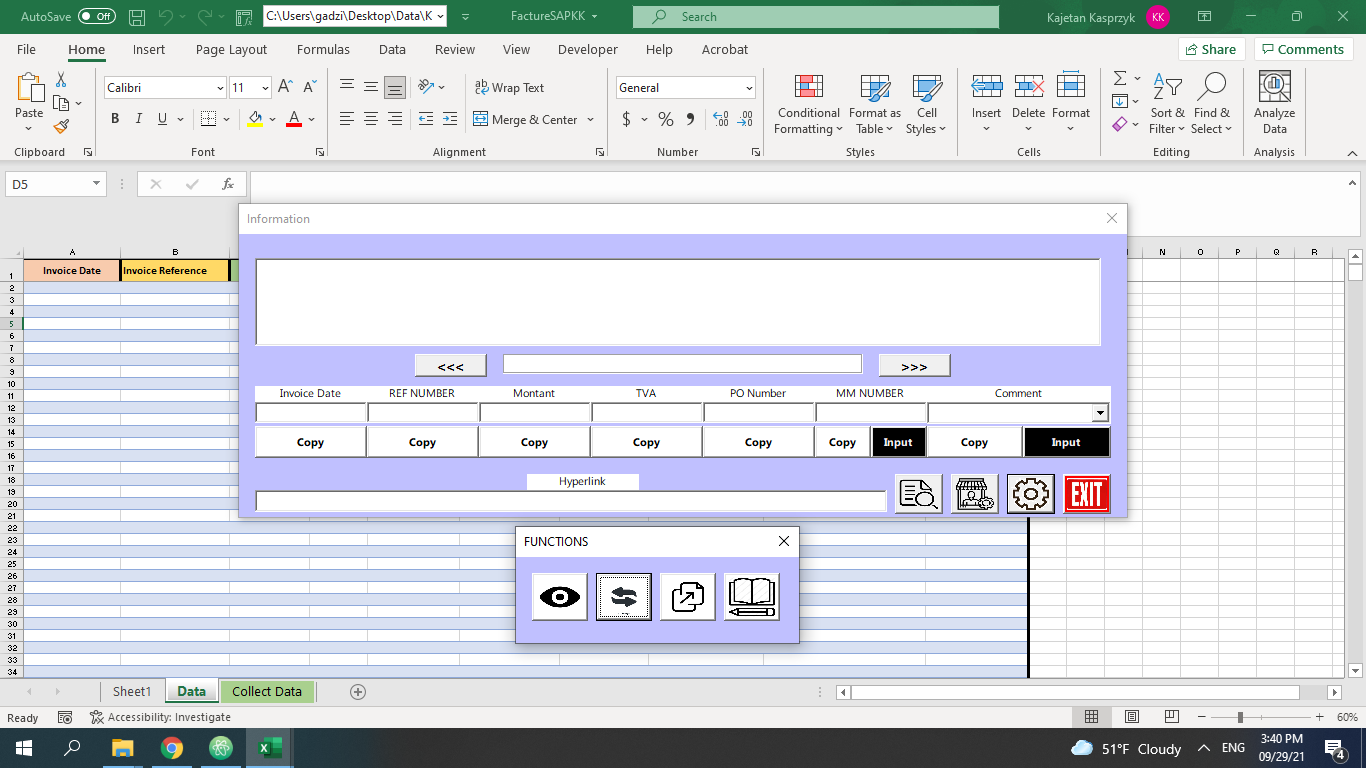 AutoSave Off C:\Users\gadzi\Desktop\Data\K FactureSAPKK Search Kajetan Kasprzyk KK
File Home Insert Page Layout Formulas Data Review View Developer Help Acrobat Share Comments
Calibri 11 Wrap Text General
Paste B I U Merge & Center $ % Conditional Formatting Format as Table Cell Styles Insert Delete Format Sort & Filter Find & Select Analyze Data
Clipboard Font Alignment Number Styles Cells Editing Analysis
D5 fx
Information
A B N O P Q R
1 Invoice Date Invoice Reference
2
3
4
5
6
7
8
9
10
11
12
13
14
15
16
17
18
19
20
21
22
23
24
25
26
27
28
29
30
31
32
33
34
<<< >>>
Invoice Date REF NUMBER Montant TVA PO Number MM NUMBER Comment
Copy Copy Copy Copy Copy Copy Input Copy Input
Hyperlink
EXIT
FUNCTIONS
Sheet1 Data Collect Data
Ready Accessibility: Investigate 60%
51°F Cloudy ENG 3:40 PM
09/29/21
4